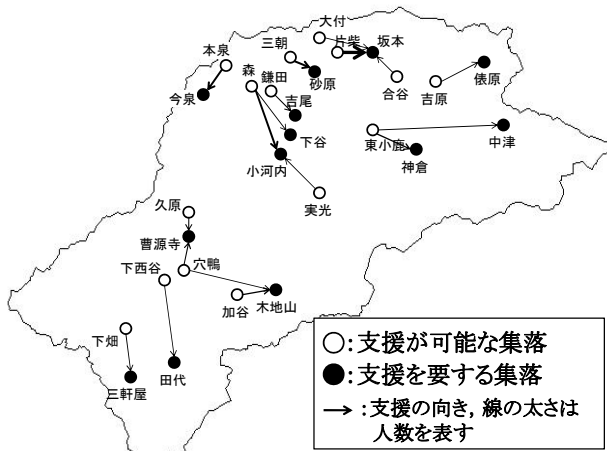 大付
三朝
片柴
坂本
本泉
森
鎌田
砂原
合谷
吉原
俵原
今泉
吉尾
下谷
東小鹿
中津
小河内
神倉
実光
久原
曹源寺
下西谷
穴鴨
加谷
木地山
下畑
田代
三軒屋
○:支援が可能な集落
●:支援を要する集落
→:支援の向き, 線の太さは
人数を表す